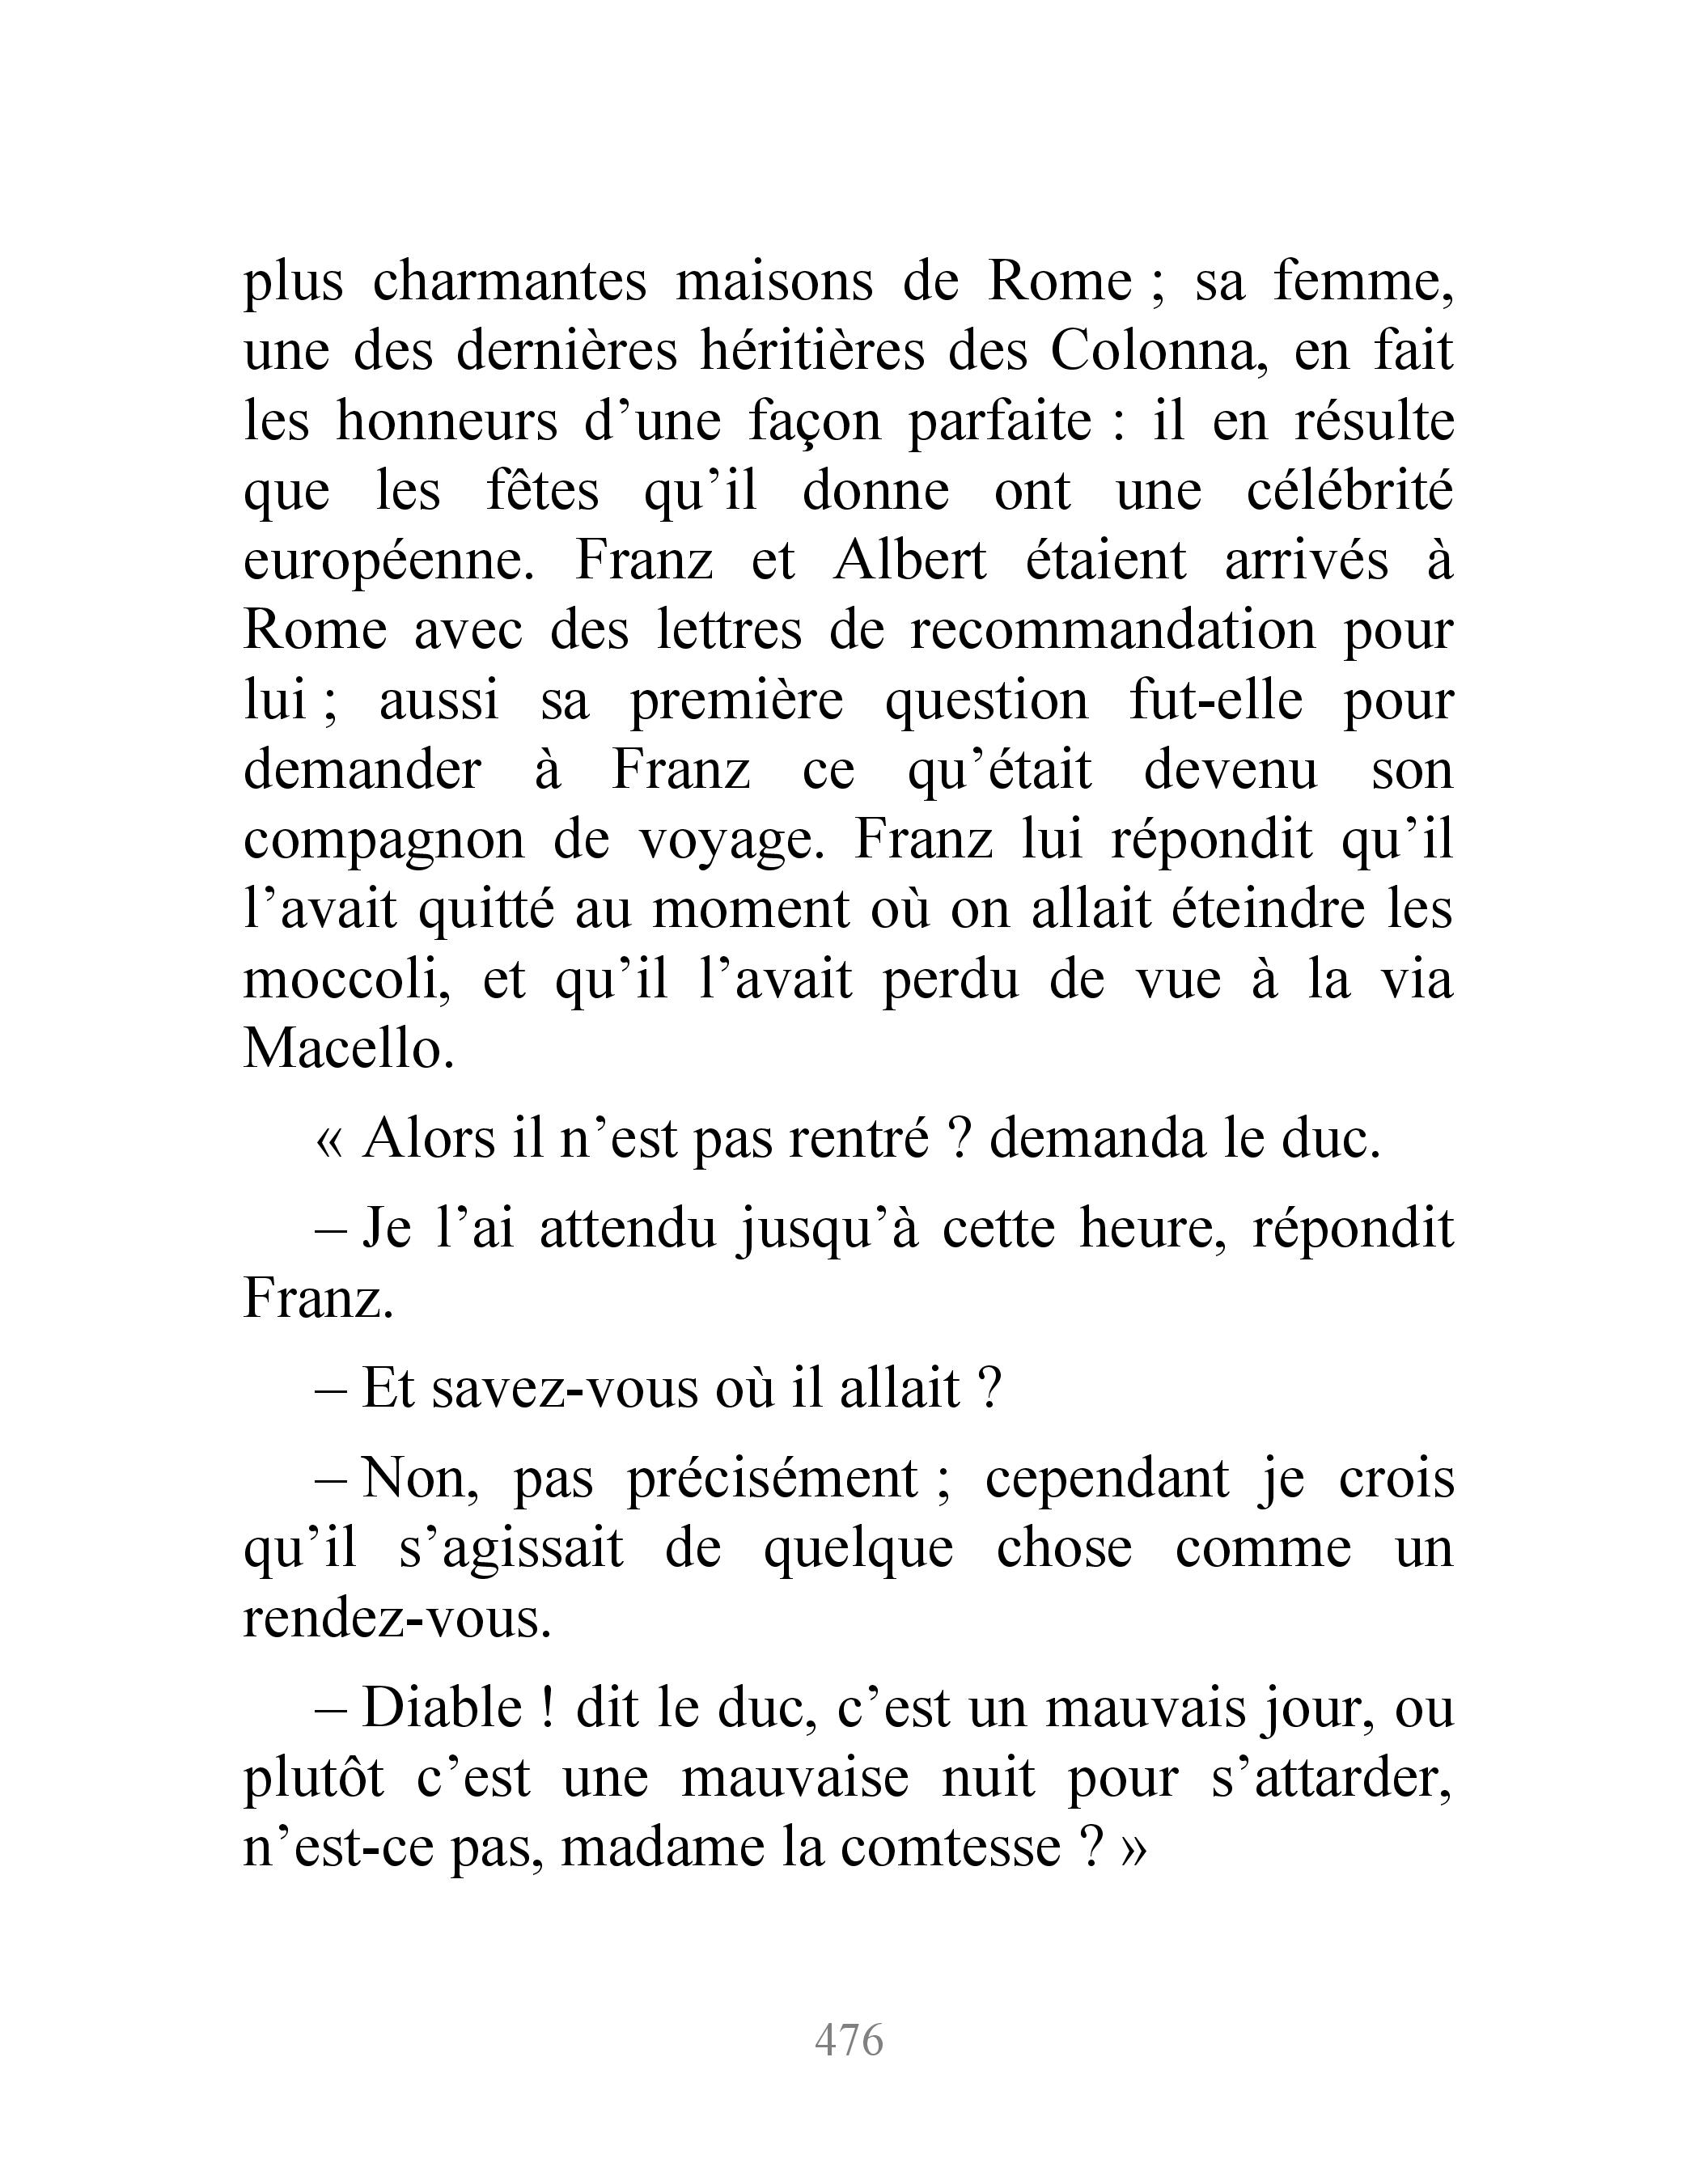 plus charmantes maisons de Rome ; sa femme,
une des dernières héritières des Colonna, en fait
les honneurs d’une façon parfaite : il en résulte
que les fêtes qu’il donne ont une célébrité
européenne. Franz et Albert étaient arrivés à
Rome avec des lettres de recommandation pour
lui ; aussi sa première question fut-elle pour
demander à Franz ce qu’était devenu son
compagnon de voyage. Franz lui répondit qu’il
l’avait quitté au moment où on allait éteindre les
moccoli, et qu’il l’avait perdu de vue à la via
Macello.
« Alors il n’est pas rentré ? demanda le duc.
– Je l’ai attendu jusqu’à cette heure, répondit
Franz.
– Et savez-vous où il allait ?
– Non, pas précisément ; cependant je crois
qu’il s’agissait de quelque chose comme un
rendez-vous.
– Diable ! dit le duc, c’est un mauvais jour, ou
plutôt c’est une mauvaise nuit pour s’attarder,
n’est-ce pas, madame la comtesse ? »
476